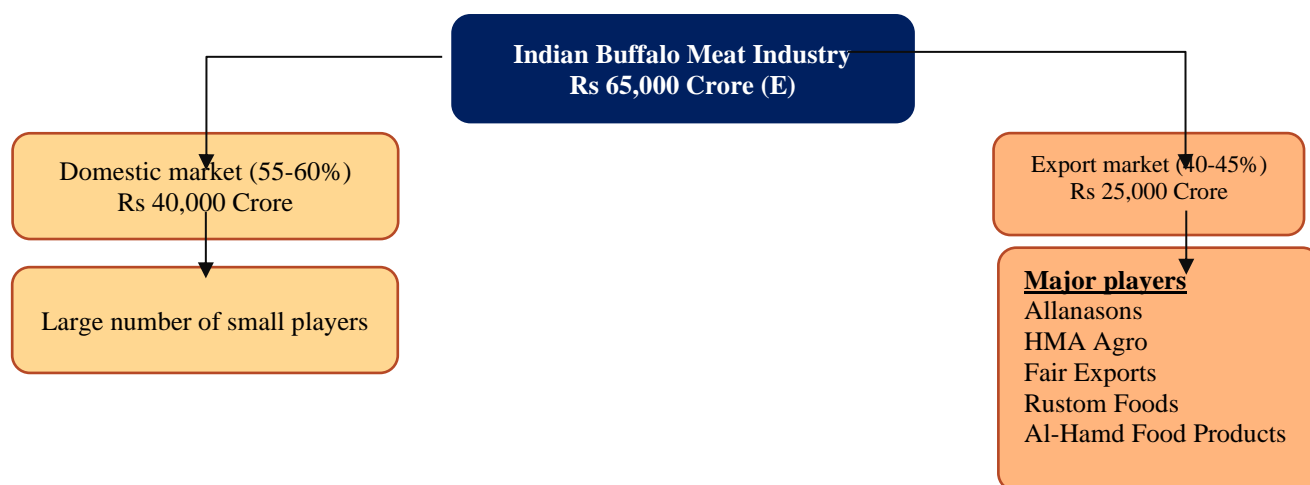 Indian Buffalo Meat Industry
Rs 65,000 Crore (E)
Domestic market (55-60%)
Rs 40,000 Crore
Export market (40-45%)
Rs 25,000 Crore
Large number of small players
Major players
Allanasons
HMA Agro
Fair Exports
Rustom Foods
Al-Hamd Food Products